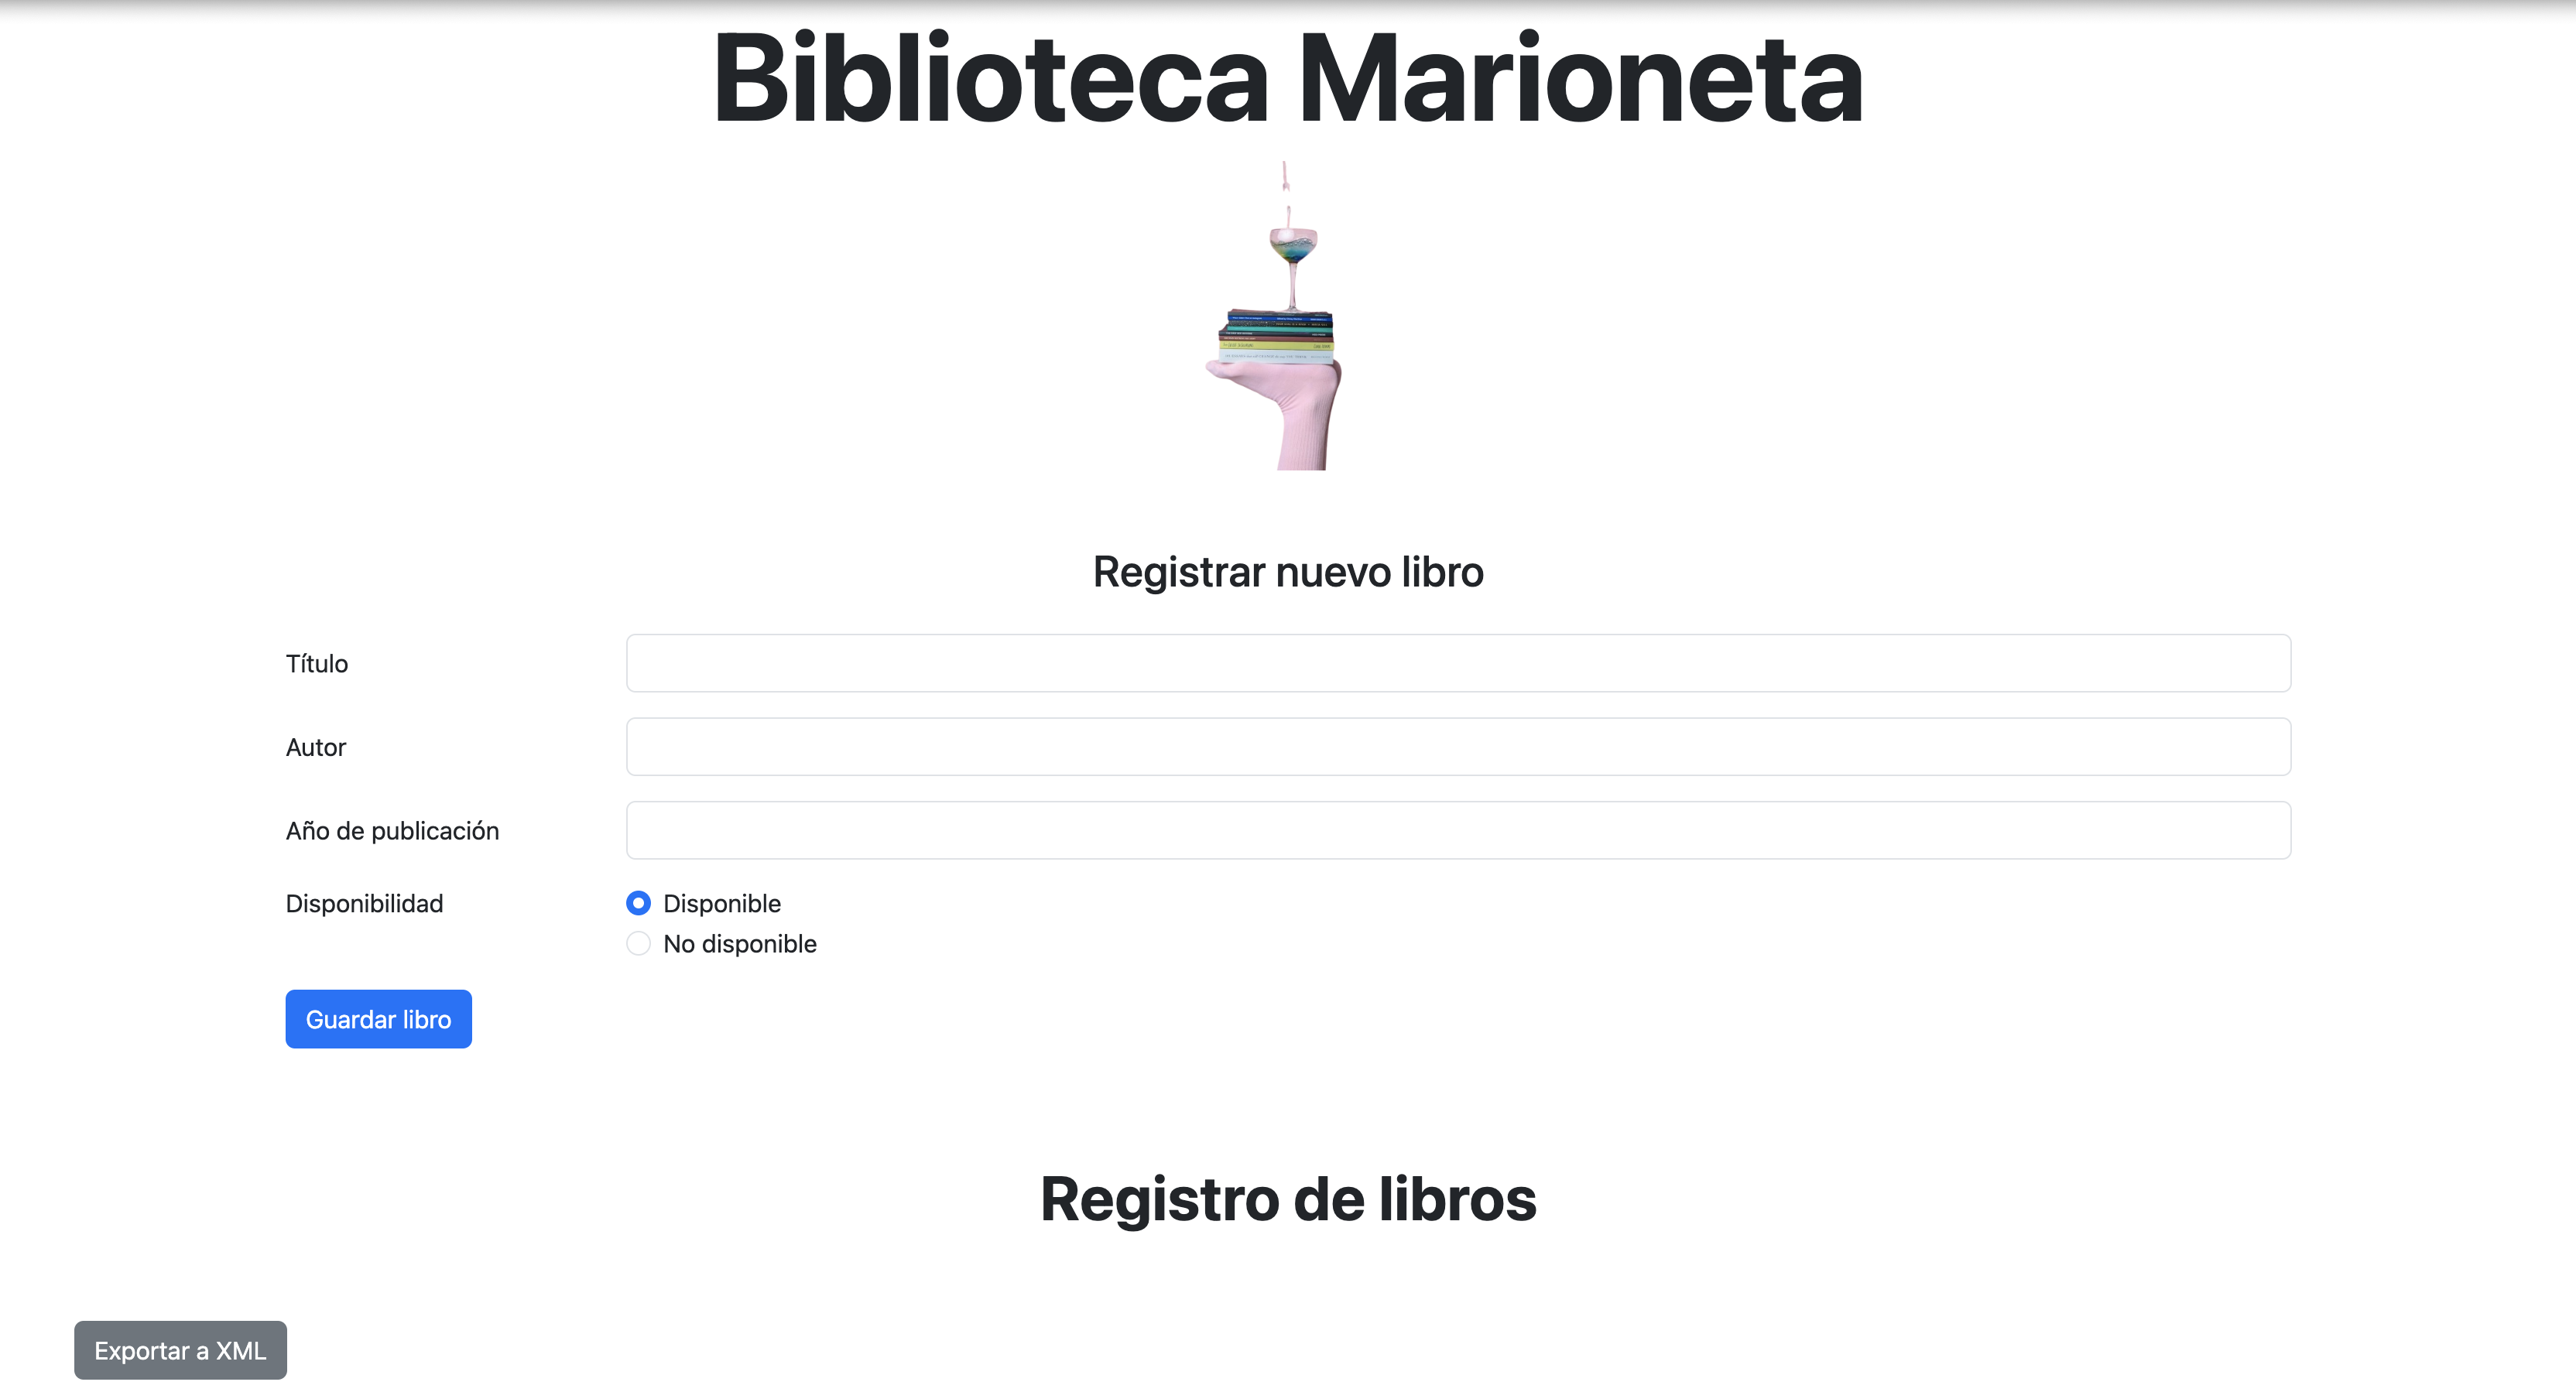 Biblioteca Marioneta
Registrar nuevo libro
Título
Autor
Año de publicación
Disponibilidad
Disponible
No disponible
Guardar libro
Registro de libros
Exportar a XML